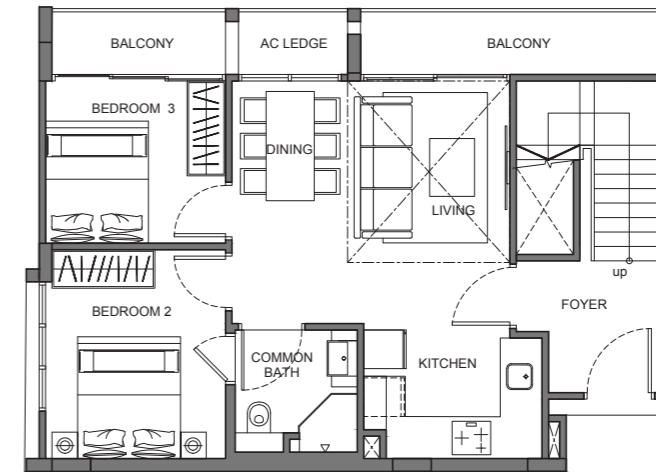 BALCONY
AC LEDGE
BALCONY
BEDROOM 3
DINING
LIVING
up
BEDROOM 2
FOYER
COMMON
BATH
KITCHEN